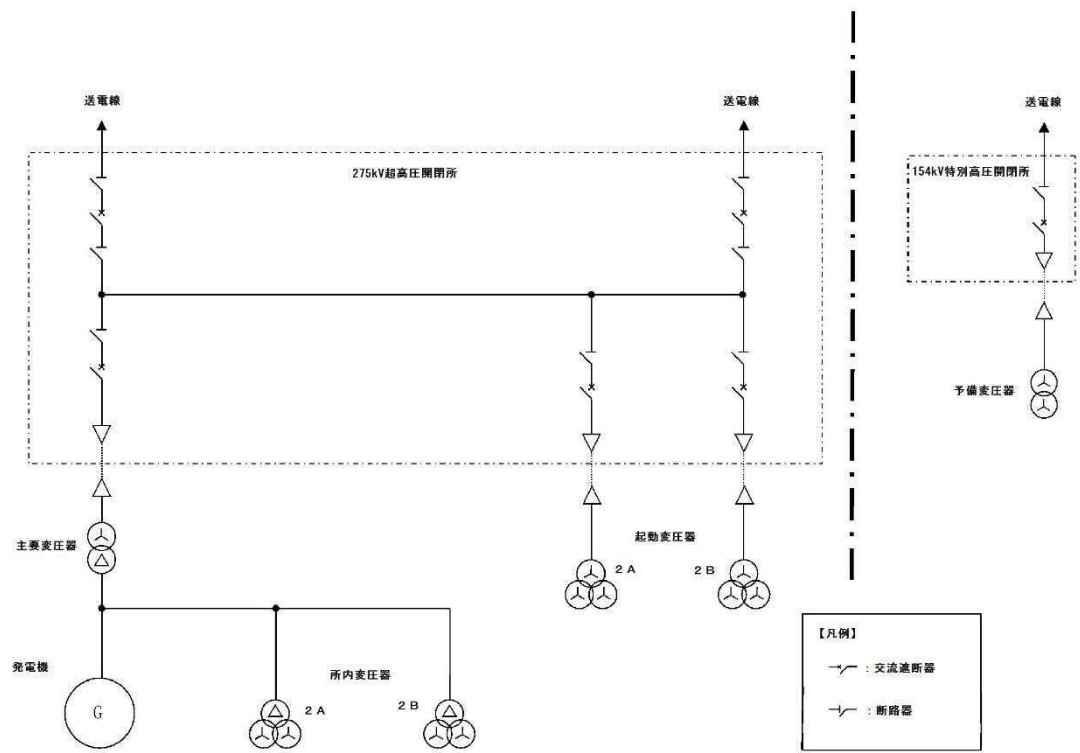 送電線
送電線
送電線
275kV超高圧開閉所
154kV特別高圧開閉所
予備変圧器
主要変圧器
起動変圧器
2A
2B
発電機
G
所内変圧器
2A
2B
【凡例】
:交流遮断器
:断路器